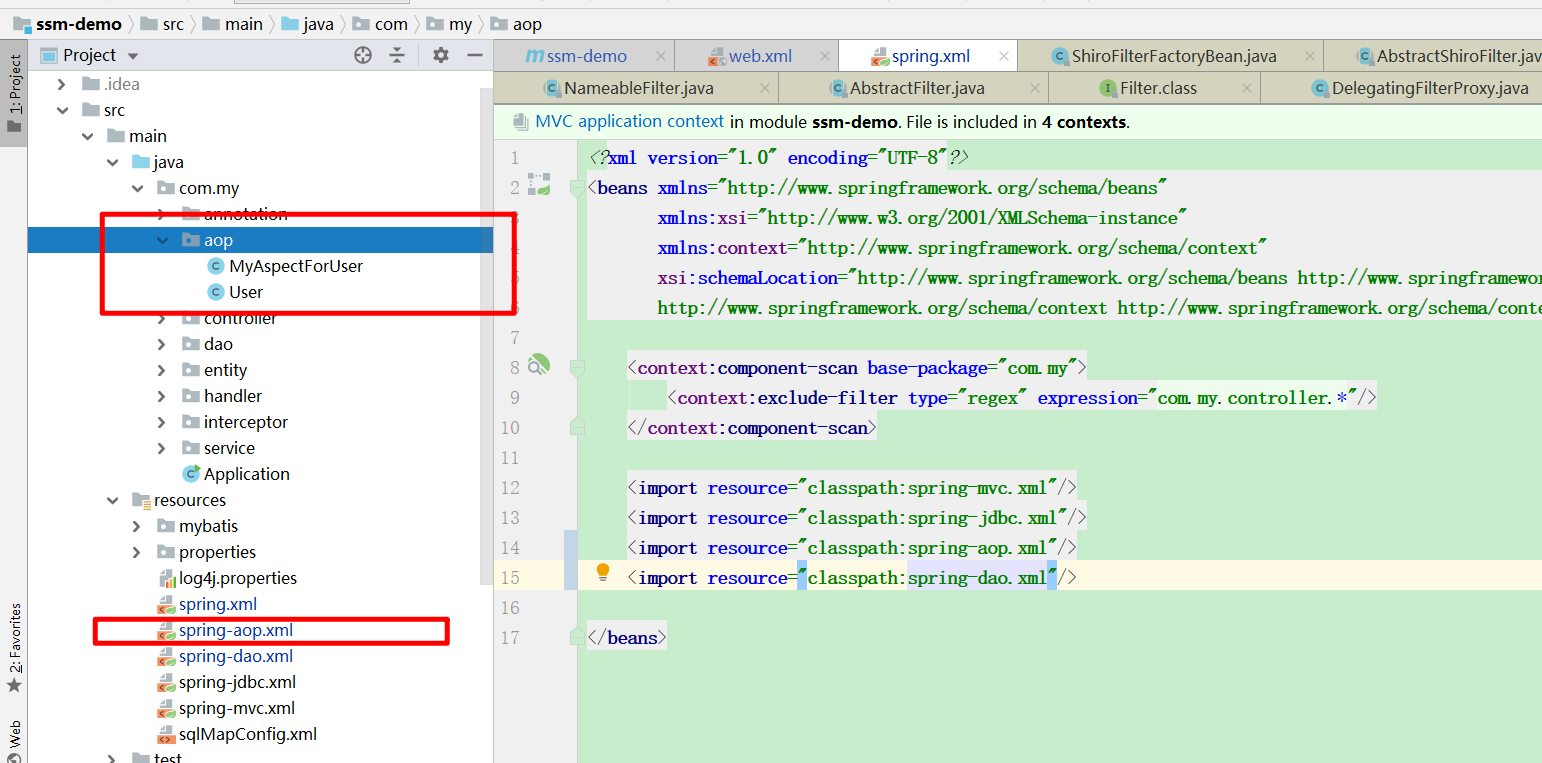 ssm-demo src main java com my aop
Project
ssm-demo web.xml spring.xml ShiroFilterFactoryBean.java AbstractShiroFilter.jav
NameableFilter.java AbstractFilter.java Filter.class DelegatingFilterProxy.java
MVC application context in module ssm-demo. File is included in 4 contexts.
1: Project
2: Favorites
Web
.idea
src
main
java
com.my
annotation
aop
MyAspectForUser
User
controller
dao
entity
handler
interceptor
service
Application
resources
mybatis
properties
log4j.properties
spring.xml
spring-aop.xml
spring-dao.xml
spring-jdbc.xml
spring-mvc.xml
sqlMapConfig.xml
test
1 <?xml version="1.0" encoding="UTF-8"?>
2 <beans xmlns="http://www.springframework.org/schema/beans"
xmlns:xsi="http://www.w3.org/2001/XMLSchema-instance"
xmlns:context="http://www.springframework.org/schema/context"
xsi:schemaLocation="http://www.springframework.org/schema/beans http://www.springframewor
http://www.springframework.org/schema/context http://www.springframework.org/schema/conte
7
8 <context:component-scan base-package="com.my">
9 <context:exclude-filter type="regex" expression="com.my.controller.*"/>
10 </context:component-scan>
11
12 <import resource="classpath:spring-mvc.xml"/>
13 <import resource="classpath:spring-jdbc.xml"/>
14 <import resource="classpath:spring-aop.xml"/>
15 <import resource="classpath:spring-dao.xml"/>
16
17 </beans>